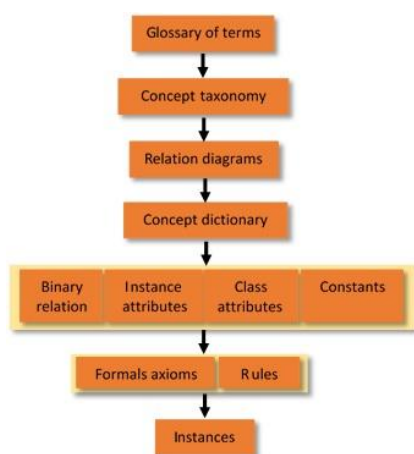 Glossary of terms
Concept taxonomy
Relation diagrams
Concept dictionary
Binary relation
Instance attributes
Class attributes
Constants
Formals axioms
Rules
Instances